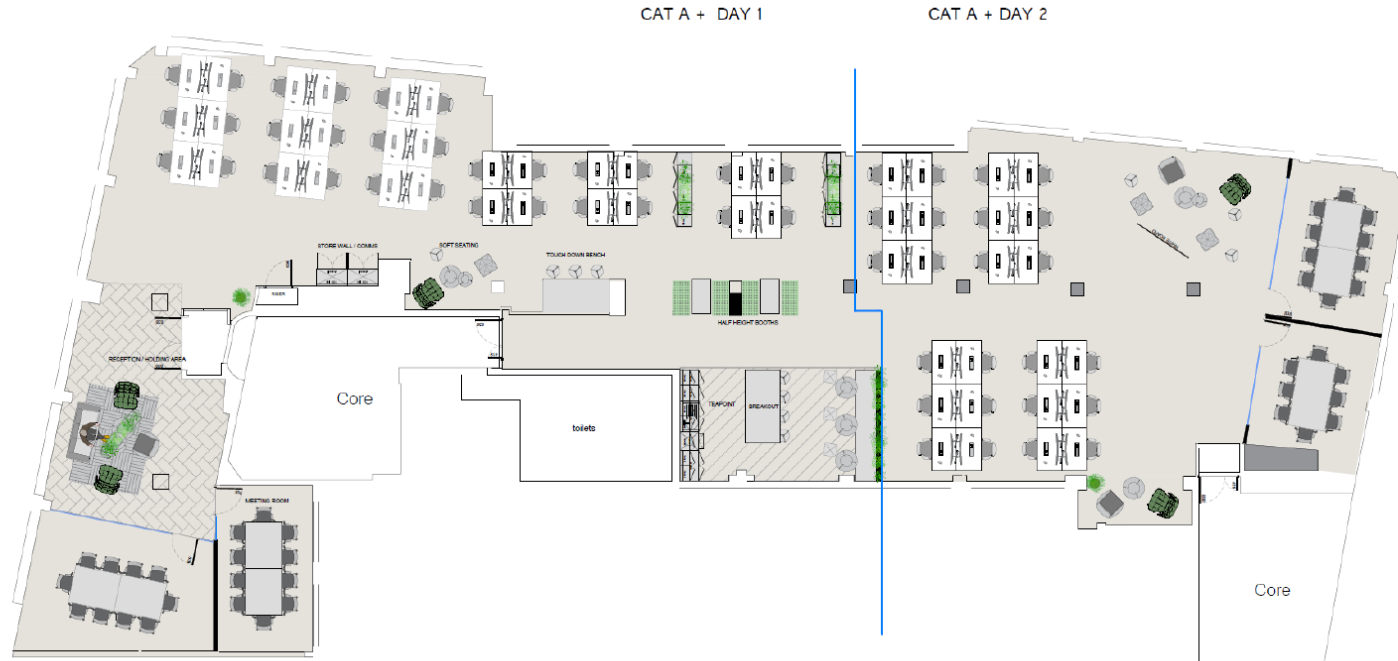 CAT A + DAY 1
CAT A + DAY 2
STORE WALL / COMMS
SOFT SEATING
TOUCH DOWN BENCH
RISER
HALF HEIGHT BOOTHS
RECEPTION / HOLDING AREA
Core
toilets
TEAPOINT
BREAKOUT
MEETING ROOM
Core